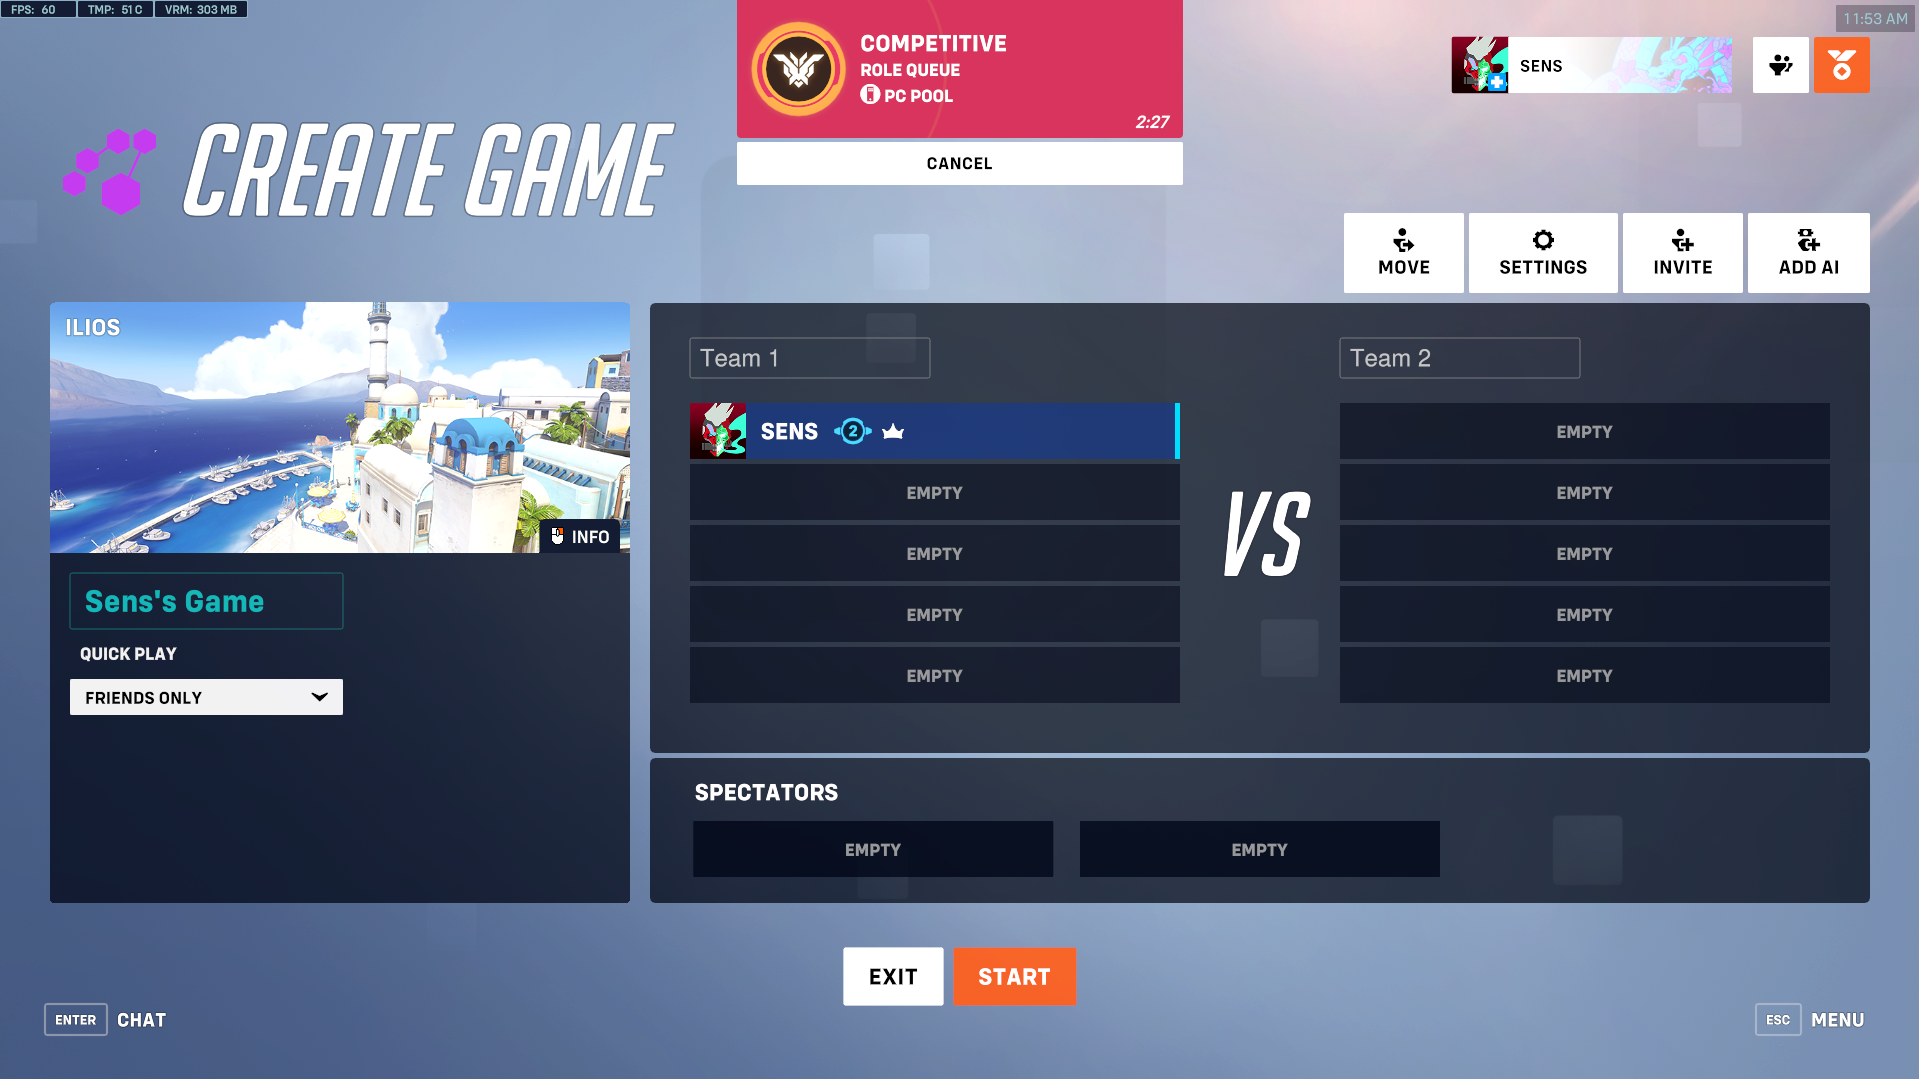 FPS: 60
TMP: 51 C
VRM: 303 MB
11:53 AM
COMPETITIVE
ROLE QUEUE
PC POOL
2:27
CANCEL
SENS
CREATE GAME
MOVE
SETTINGS
INVITE
ADD AI
ILIOS
INFO
Sens's Game
QUICK PLAY
FRIENDS ONLY
Team 1
SENS 2
EMPTY
EMPTY
EMPTY
EMPTY
VS
Team 2
EMPTY
EMPTY
EMPTY
EMPTY
EMPTY
SPECTATORS
EMPTY
EMPTY
EXIT
START
ENTER CHAT
ESC MENU